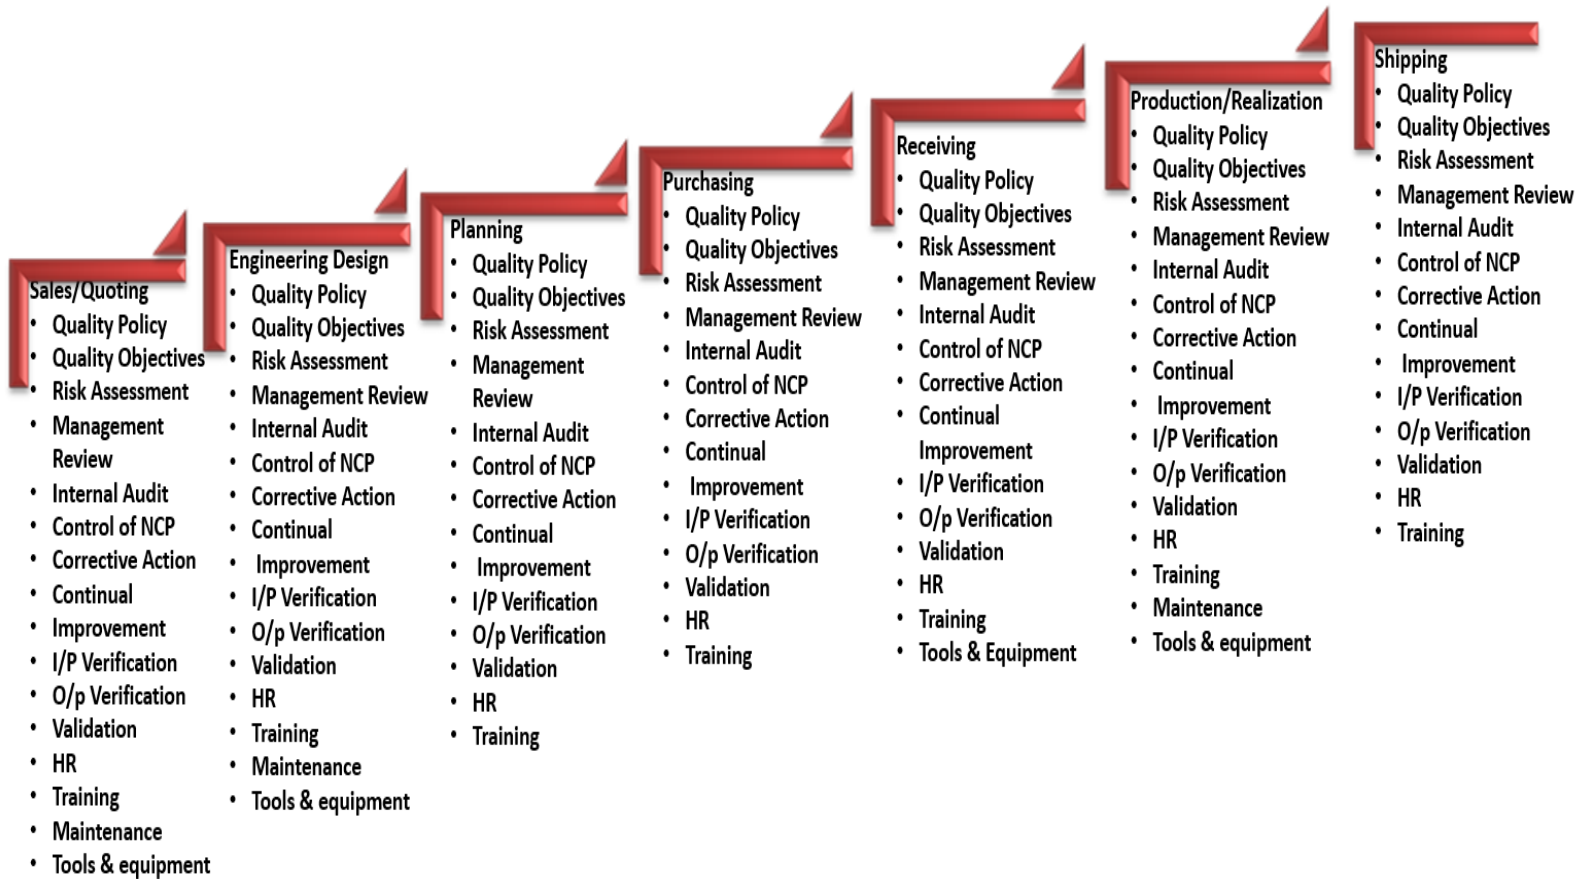 Sales/Quoting
• Quality Policy
• Quality Objectives
• Risk Assessment
• Management
Review
• Internal Audit
• Control of NCP
• Corrective Action
• Continual
• Improvement
• I/P Verification
• O/p Verification
• Validation
• HR
• Training
• Maintenance
• Tools & equipment
Engineering Design
• Quality Policy
• Quality Objectives
• Risk Assessment
• Management Review
• Internal Audit
• Control of NCP
• Corrective Action
• Continual
• Improvement
• I/P Verification
• O/p Verification
• Validation
• HR
• Training
• Maintenance
• Tools & equipment
Planning
• Quality Policy
• Quality Objectives
• Risk Assessment
• Management
Review
• Internal Audit
• Control of NCP
• Corrective Action
• Continual
• Improvement
• I/P Verification
• O/p Verification
• Validation
• HR
• Training
Purchasing
• Quality Policy
• Quality Objectives
• Risk Assessment
• Management Review
• Internal Audit
• Control of NCP
• Corrective Action
• Continual
• Improvement
• I/P Verification
• O/p Verification
• Validation
• HR
• Training
Receiving
• Quality Policy
• Quality Objectives
• Risk Assessment
• Management Review
• Internal Audit
• Control of NCP
• Corrective Action
• Continual
Improvement
• I/P Verification
• O/p Verification
• Validation
• HR
• Training
• Tools & Equipment
Production/Realization
• Quality Policy
• Quality Objectives
• Risk Assessment
• Management Review
• Internal Audit
• Control of NCP
• Corrective Action
• Continual
• Improvement
• I/P Verification
• O/p Verification
• Validation
• HR
• Training
• Maintenance
• Tools & equipment
Shipping
• Quality Policy
• Quality Objectives
• Risk Assessment
• Management Review
• Internal Audit
• Control of NCP
• Corrective Action
• Continual
• Improvement
• I/P Verification
• O/p Verification
• Validation
• HR
• Training